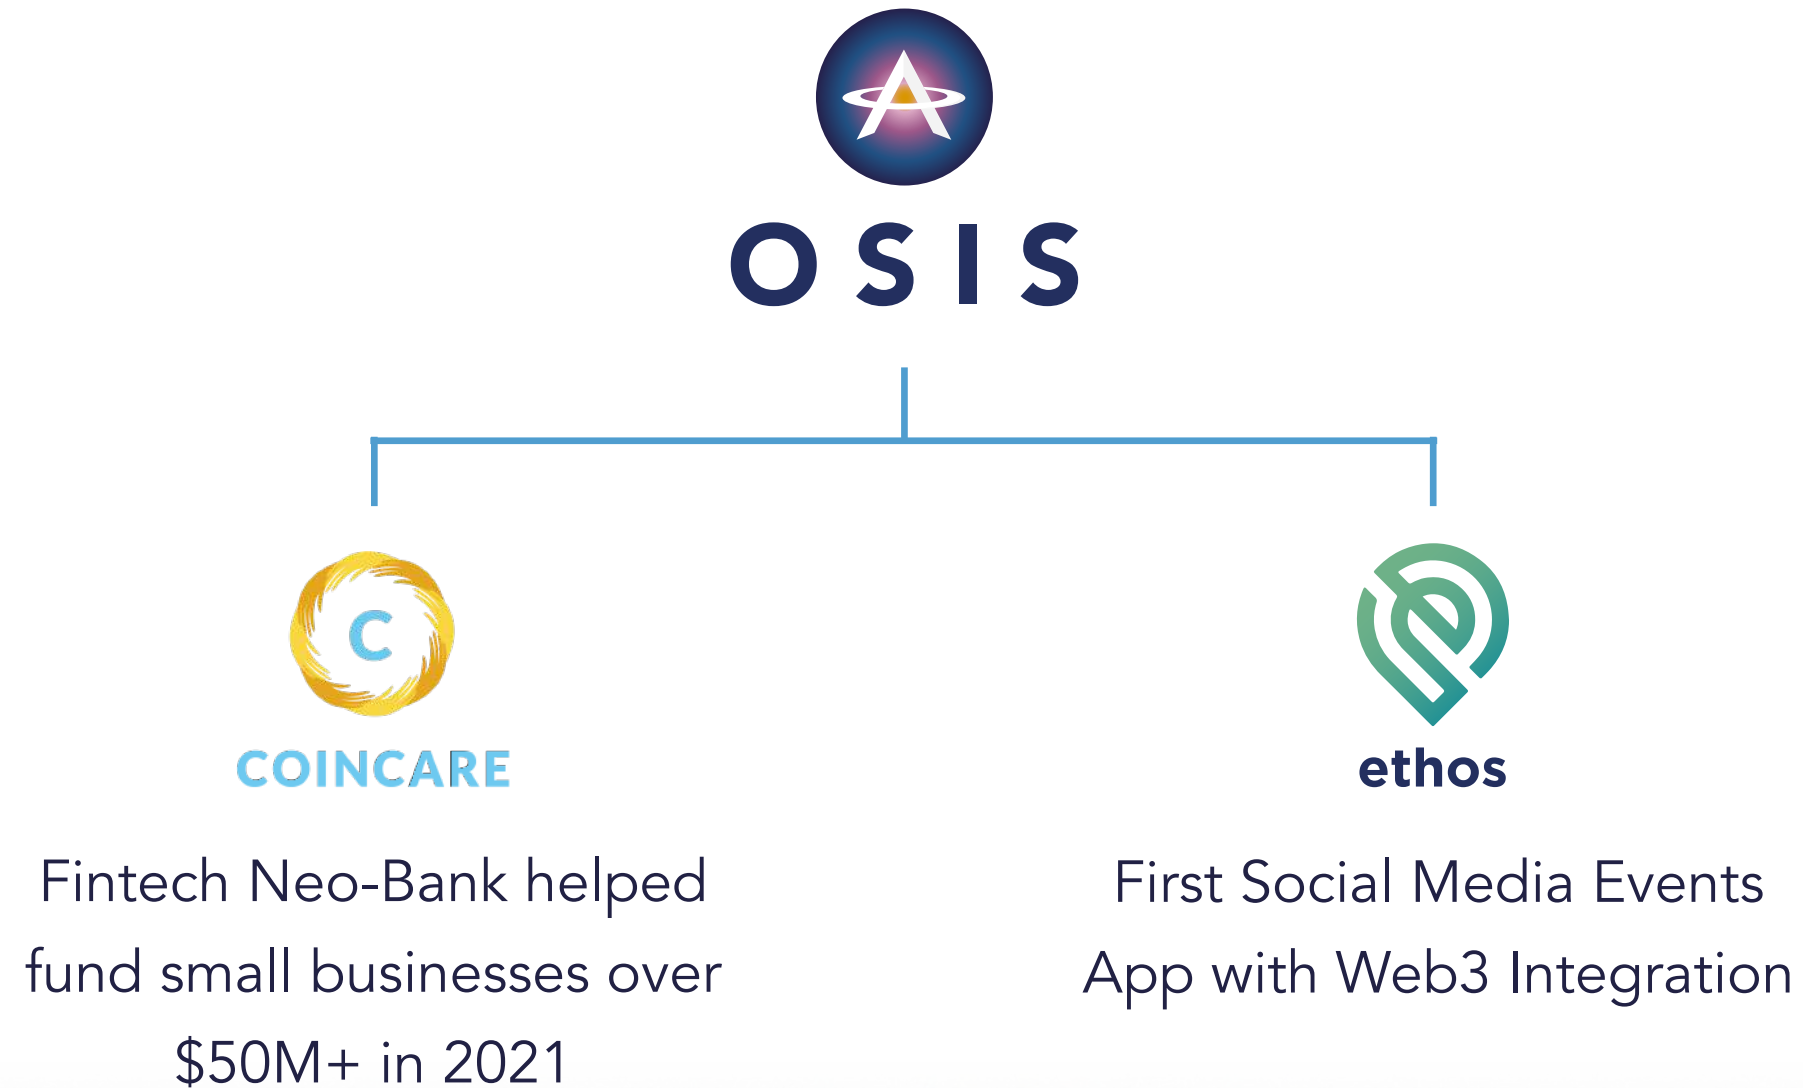 OSIS
C
COINCARE
ethos
Fintech Neo-Bank helped
fund small businesses over
$50M+ in 2021
First Social Media Events
App with Web3 Integration